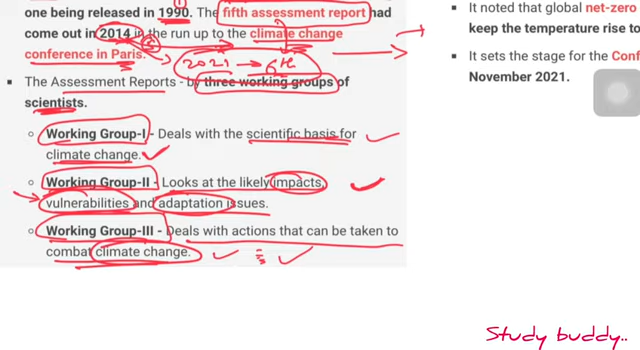 one being released in 1990. The fifth assessment report had
come out in 2014 in the run up to the climate change
conference in Paris.
2021 → 6th
The Assessment Reports - by three working groups of
scientists.
Working Group-I - Deals with the scientific basis for
climate change.
Working Group-II - Looks at the likely impacts,
vulnerabilities and adaptation issues.
Working Group-III - Deals with actions that can be taken to
combat climate change.
It noted that global net-zero
keep the temperature rise to
It sets the stage for the Conf
November 2021.
Study buddy..